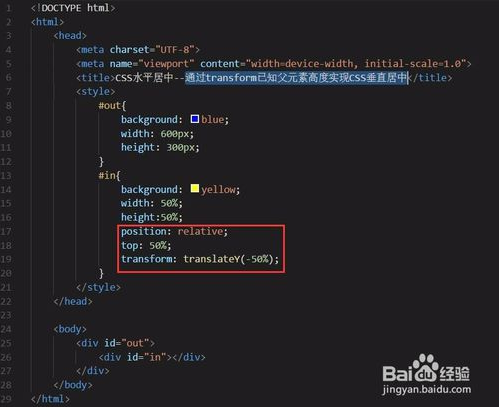 1 <!DOCTYPE html>
2 <html>
3 <head>
4 <meta charset="UTF-8">
5 <meta name="viewport" content="width=device-width, initial-scale=1.0">
6 <title>CSS水平居中--通过transform已知父元素高度实现CSS垂直居中</title>
7 <style>
8 #out{
9 background: blue;
10 width: 600px;
11 height: 300px;
12 }
13 #in{
14 background: yellow;
15 width: 50%;
16 height:50%;
17 position: relative;
18 top: 50%;
19 transform: translateY(-50%);
20 }
21 </style>
22 </head>
23
24 <body>
25 <div id="out">
26 <div id="in"></div>
27 </div>
28 </body>
29 </html>
Bai 经验
jingyan.baidu.com